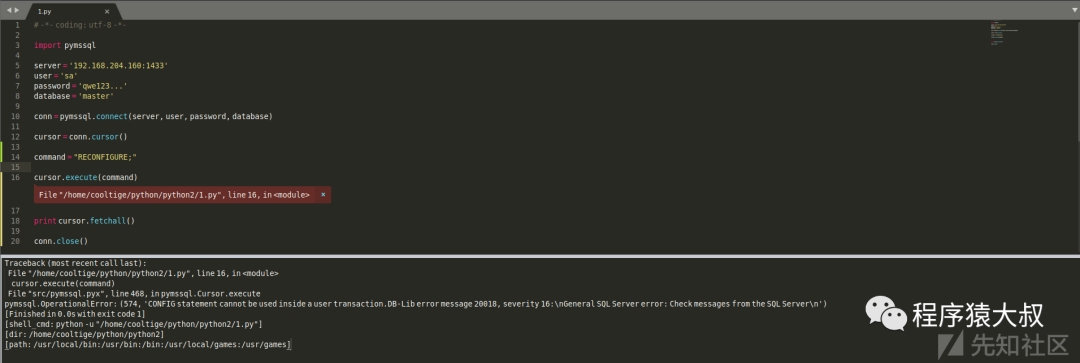 1.py ×
1 # -*- coding: utf-8 -*-
2
3 import pymssql
4
5 server='192.168.204.160:1433'
6 user='sa'
7 password='qwe123...'
8 database='master'
9
10 conn=pymssql.connect(server,user,password,database)
11
12 cursor=conn.cursor()
13
14 command="RECONFIGURE;"
15
16 cursor.execute(command)
File "/home/cooltige/python/python2/1.py", line 16, in <module> ×
17
18 print cursor.fetchall()
19
20 conn.close()
Traceback (most recent call last):
File "/home/cooltige/python/python2/1.py", line 16, in <module>
cursor.execute(command)
File "src/pymssql.pyx", line 468, in pymssql.Cursor.execute
pymssql.OperationalError: (574, 'CONFIG statement cannot be used inside a user transaction.DB-Lib error message 20018, severity 16:\nGeneral SQL Server error: Check messages from the SQL Server\n')
[Finished in 0.0s with exit code 1]
[shell_cmd: python -u "/home/cooltige/python/python2/1.py"]
[dir: /home/cooltige/python/python2]
[path: /usr/local/bin:/usr/bin:/bin:/usr/local/games:/usr/games]
程序猿大叔
先知社区